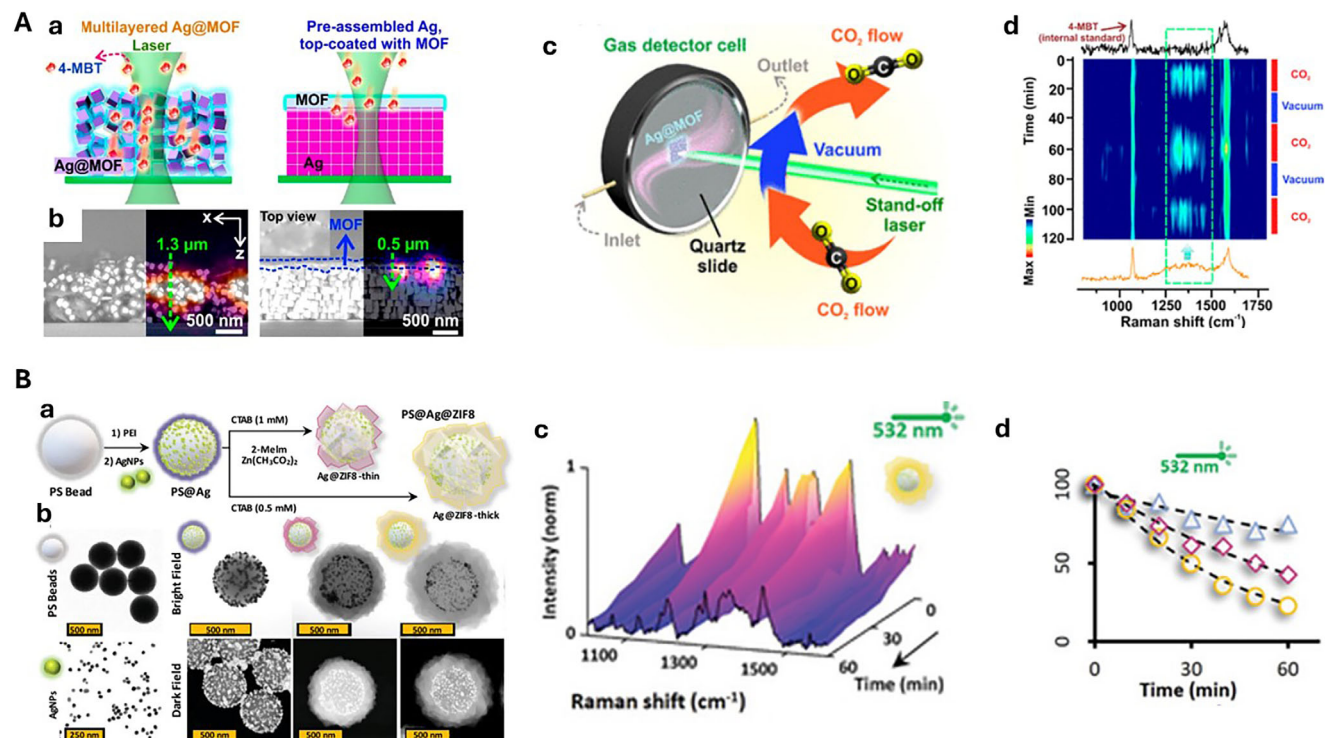 A
a
Multilayered Ag@MOF
Laser
4-MBT
Ag@MOF
Pre-assembled Ag,
top-coated with MOF
MOF
Ag
b
X
Z
1.3 µm
500 nm
Top view
MOF
0.5 µm
500 nm
c
Gas detector cell
CO₂ flow
O C O
Outlet
Ag@MOF
Vacuum
Stand-off
laser
Inlet
Quartz
slide
O C O
CO₂ flow
d
4-MBT
(internal standard)
Time (min)
0
20
40
60
80
100
120
Max Min
CO₂
Vacuum
CO₂
Vacuum
CO₂
1000 1250 1500 1750
Raman shift (cm⁻¹)
B
a
PS Bead
1) PEI
2) AgNPs
PS@Ag
CTAB (1 mM)
2-MeIm
Zn(CH₃CO₂)₂
CTAB (0.5 mM)
Ag@ZIF8-thin
PS@Ag@ZIF8
Ag@ZIF8-thick
b
PS Beads
500 nm
Bright Field
500 nm
500 nm
500 nm
AgNPs
250 nm
Dark Field
500 nm
500 nm
500 nm
c
532 nm
Intensity (norm)
1
0
1100 1300 1500
Raman shift (cm⁻¹)
0
30
60
Time (min)
d
532 nm
100
50
0
0 30 60
Time (min)